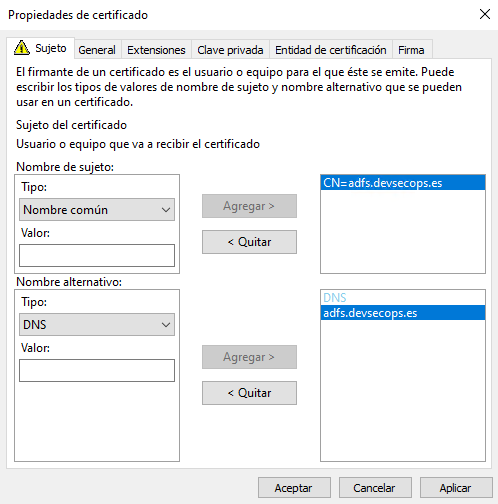 Propiedades de certificado
Sujeto
General
Extensiones
Clave privada
Entidad de certificación
Firma
El firmante de un certificado es el usuario o equipo para el que éste se emite. Puede
escribir los tipos de valores de nombre de sujeto y nombre alternativo que se pueden
usar en un certificado.
Sujeto del certificado
Usuario o equipo que va a recibir el certificado
Nombre de sujeto:
Tipo:
Nombre común
Valor:
Agregar >
< Quitar
CN=adfs.devsecops.es
Nombre alternativo:
Tipo:
DNS
Valor:
Agregar >
< Quitar
DNS
adfs.devsecops.es
Aceptar
Cancelar
Aplicar